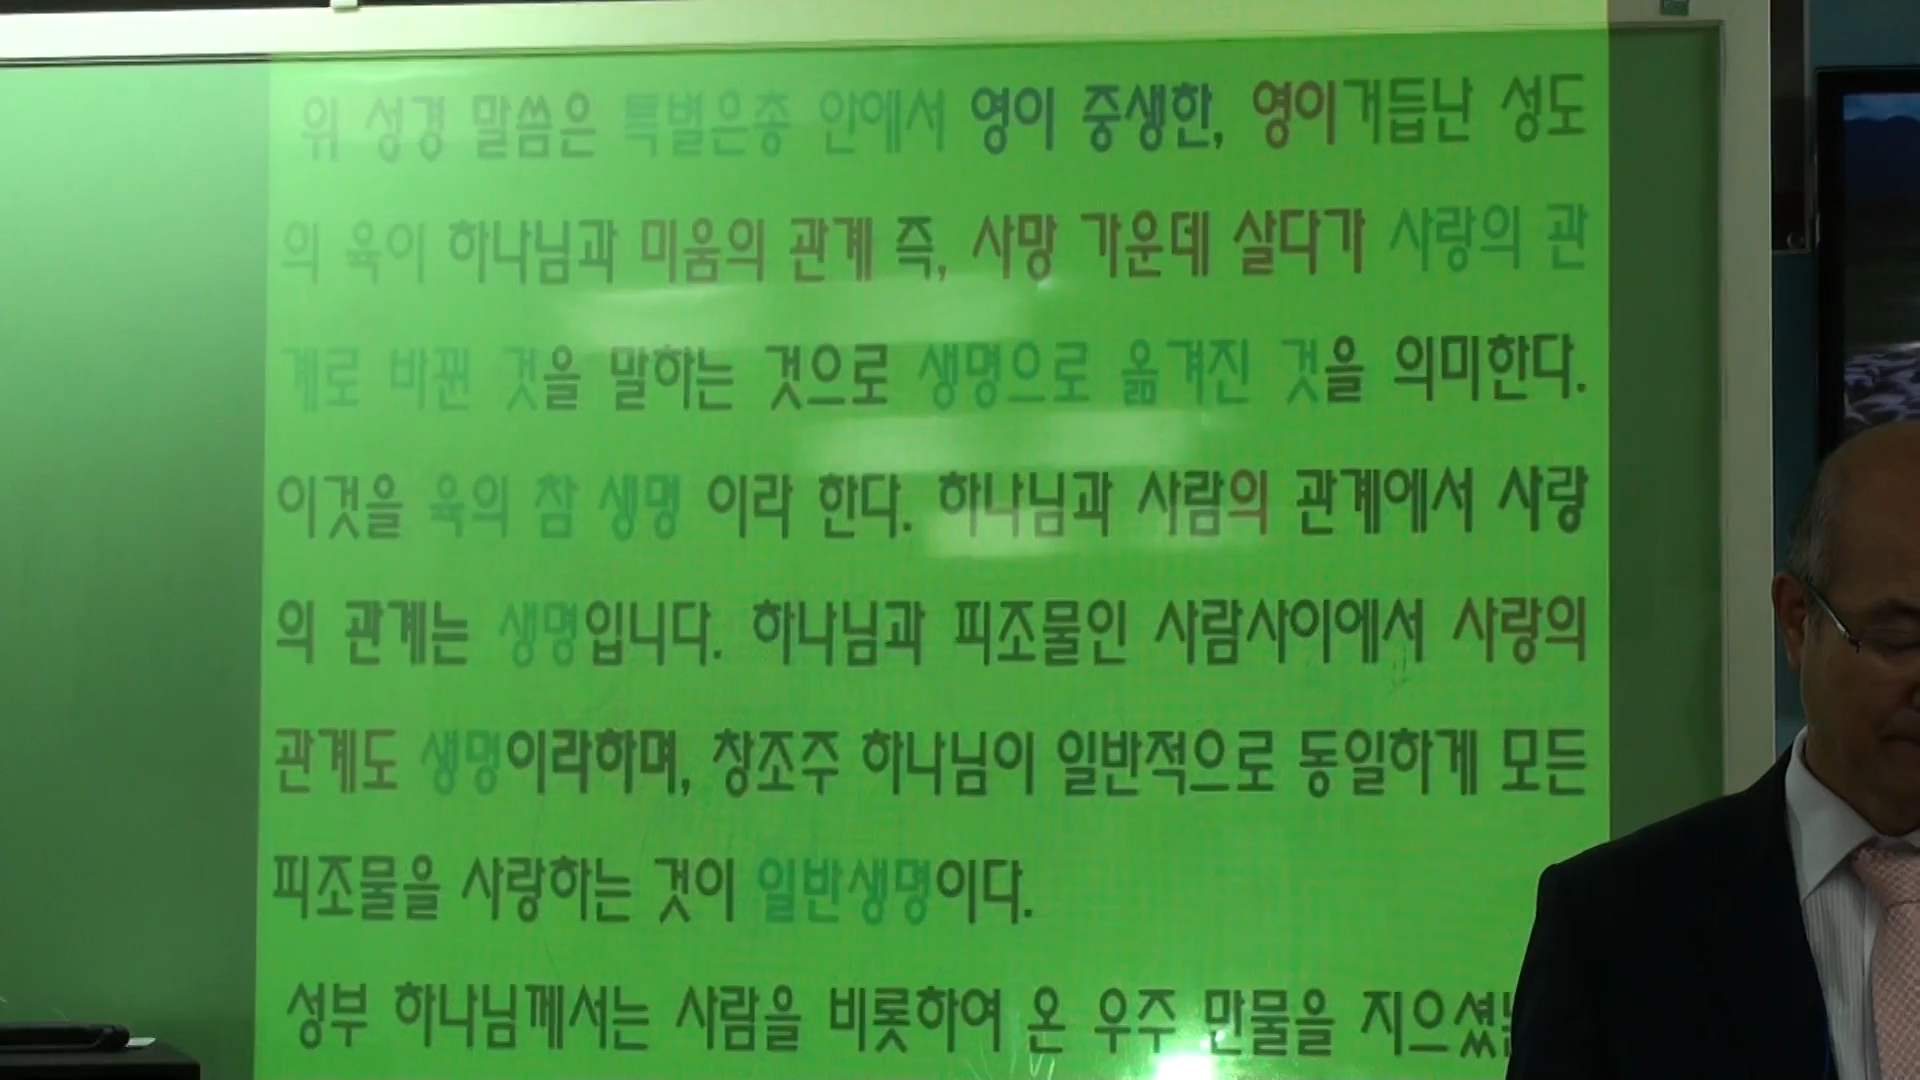 위 성경 말씀은 특별은총 안에서 영이 중생한, 영이거듭난 성도
의 육이 하나님과 미움의 관계 즉, 사망 가운데 살다가 사랑의 관
계로 바뀐 것을 말하는 것으로 생명으로 옮겨진 것을 의미한다.
이것을 육의 참 생명 이라 한다. 하나님과 사람의 관계에서 사랑
의 관계는 생명입니다. 하나님과 피조물인 사람사이에서 사랑의
관계도 생명이라하며, 창조주 하나님이 일반적으로 동일하게 모든
피조물을 사랑하는 것이 일반생명이다.
성부 하나님께서는 사람을 비롯하여 온 우주 만물을 지으셨